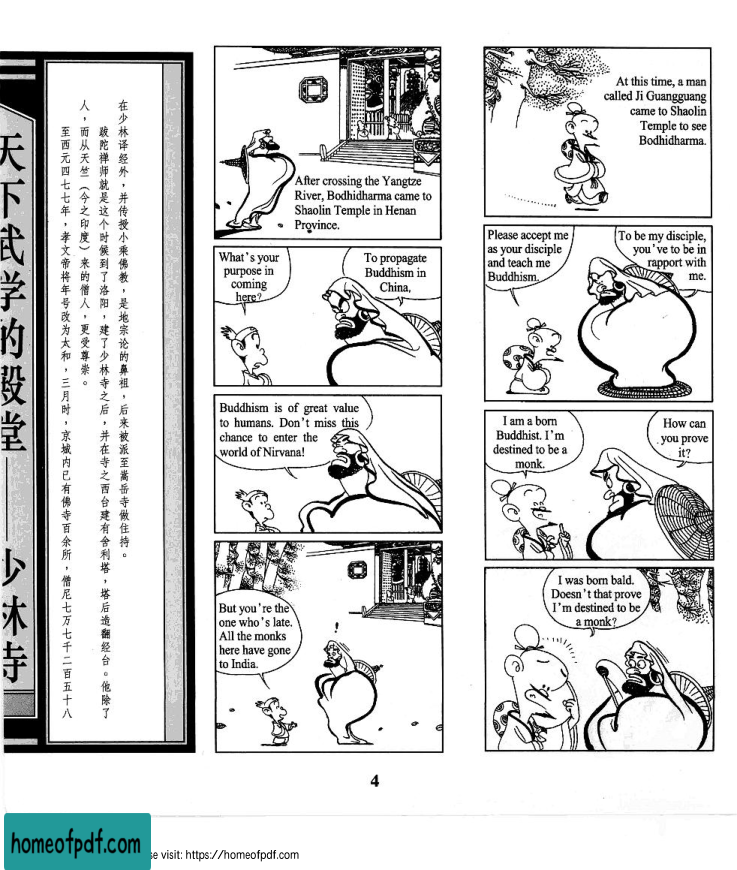 天下武学的殿堂——少林寺
至西元四七七年，孝文帝将年号改为太和，三月时，京城内已有佛寺百余所，僧尼七万七千二百五十八
人，而从天竺（今之印度）来的僧人，更受尊崇。
跋陀禅师就是这个时候到了洛阳，建了少林寺之后，并在寺之西台建有舍利塔，塔后造翻经台。他除了
在少林译经外，并传授小乘佛教，是地宗论的鼻祖，后来被派至嵩岳寺做住持。
After crossing the Yangtze
River, Bodhidharma came to
Shaolin Temple in Henan
Province.
What's your
purpose in
coming
here?
To propagate
Buddhism in
China,
Buddhism is of great value
to humans. Don't miss this
chance to enter the
world of Nirvana!
But you're the
one who's late.
All the monks
here have gone
to India.
!
At this time, a man
called Ji Guangguang
came to Shaolin
Temple to see
Bodhidharma.
Please accept me
as your disciple
and teach me
Buddhism.
To be my disciple,
you've to be in
rapport with
me.
I am a born
Buddhist. I'm
destined to be a
monk.
How can
you prove
it?
I was born bald.
Doesn't that prove
I'm destined to be
a monk?
4
homeofpdf.com
se visit: https://homeofpdf.com